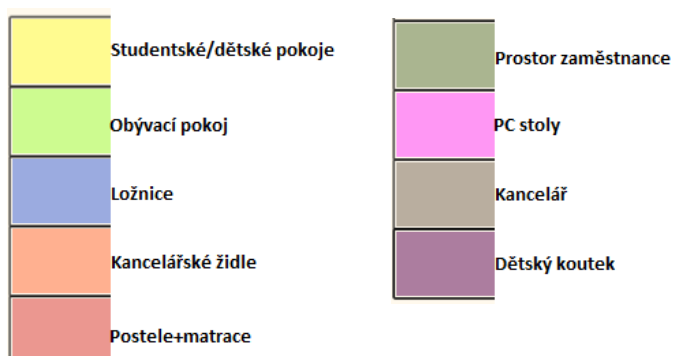 Studentské/dětské pokoje
Obývací pokoj
Ložnice
Kancelářské židle
Postele+matrace
Prostor zaměstnance
PC stoly
Kancelář
Dětský koutek